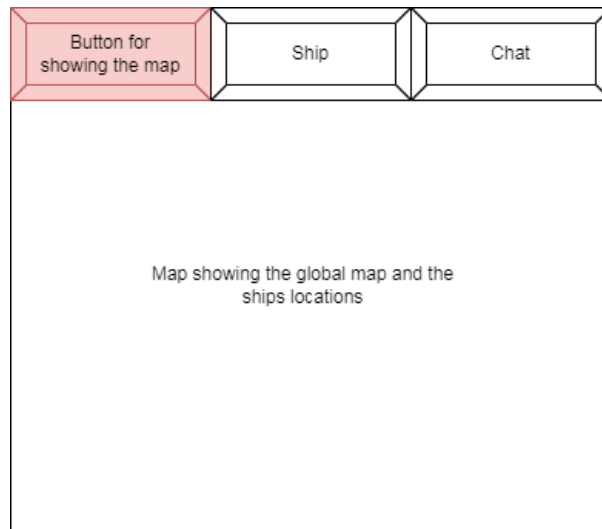 Button for
showing the map
Ship
Chat
Map showing the global map and the
ships locations